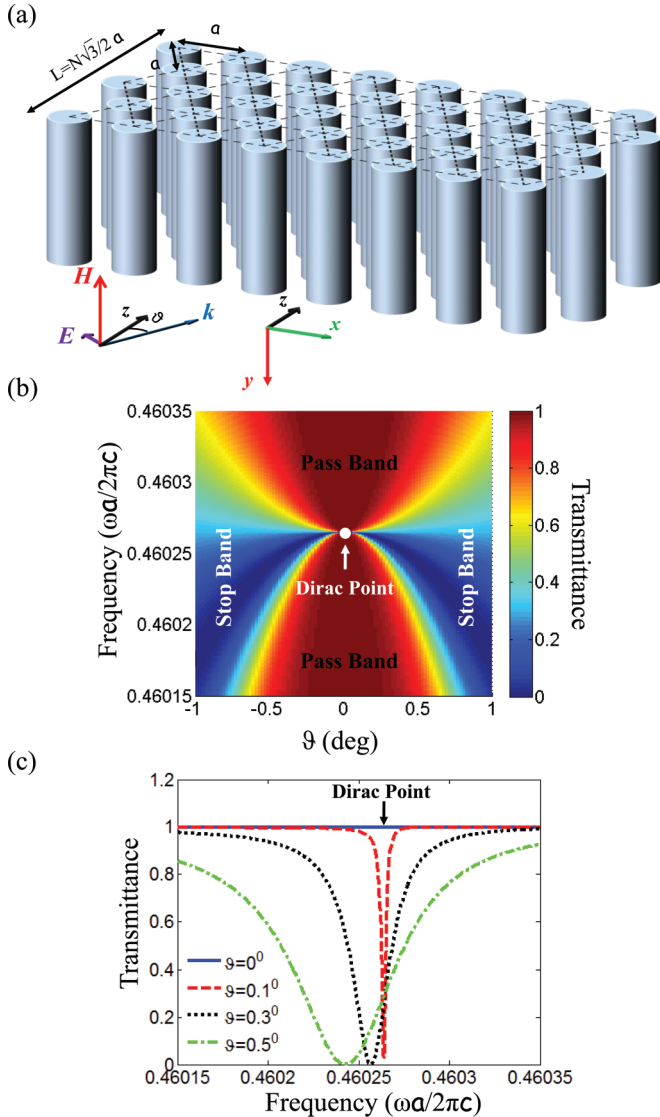 (a)
L=N√3/2 a
a
a
H
z
ϑ
k
E
z
x
y
(b)
Frequency (ωa/2πc)
0.46035
0.4603
0.46025
0.4602
0.46015
Pass Band
Stop Band
Dirac Point
Stop Band
Pass Band
-1
-0.5
0
0.5
1
ϑ (deg)
1
0.8
0.6
0.4
0.2
0
Transmittance
(c)
Transmittance
1.2
1
0.8
0.6
0.4
0.2
0
Dirac Point
ϑ=0⁰
ϑ=0.1⁰
ϑ=0.3⁰
ϑ=0.5⁰
0.46015
0.4602
0.46025
0.4603
0.46035
Frequency (ωa/2πc)